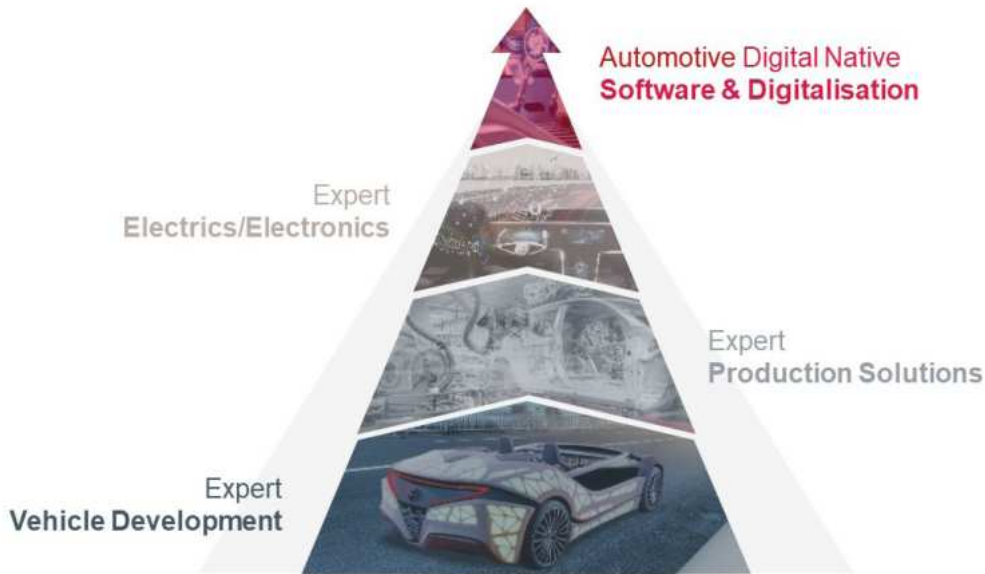 Automotive Digital Native
Software & Digitalisation
Expert
Electrics/Electronics
Expert
Production Solutions
Expert
Vehicle Development